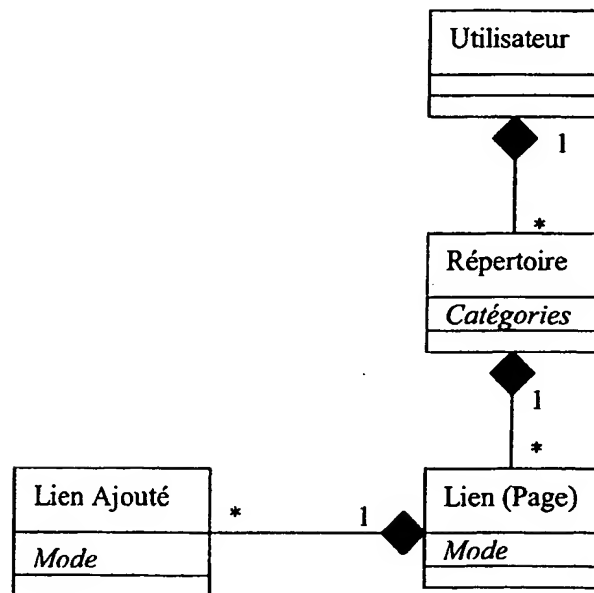 Utilisateur
1
*
Répertoire
Catégories
1
*
Lien Ajouté
*
1
Lien (Page)
Mode
Mode